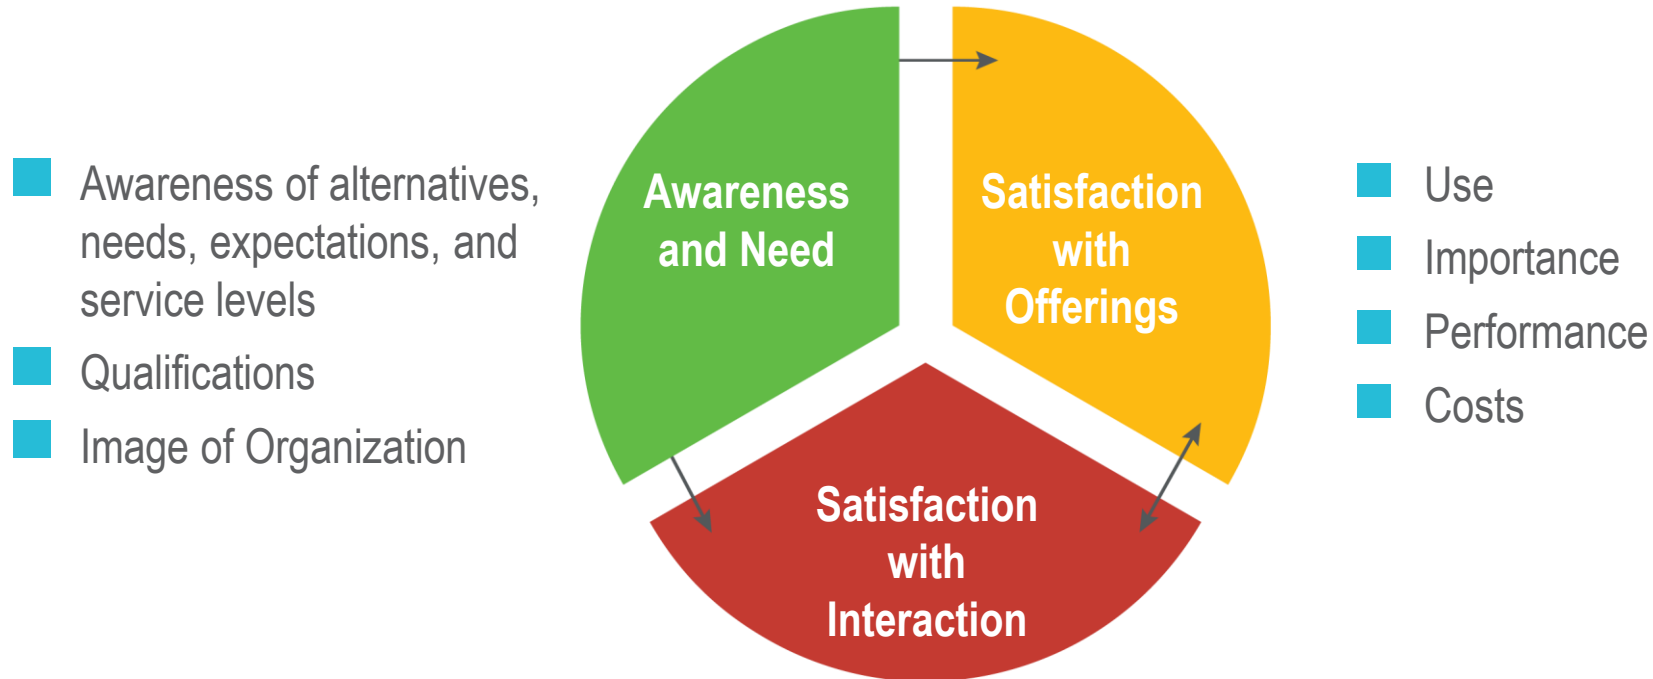 Awareness of alternatives,
needs, expectations, and
service levels
Qualifications
Image of Organization
Awareness
and Need
Satisfaction
with
Offerings
Satisfaction
with
Interaction
Use
Importance
Performance
Costs